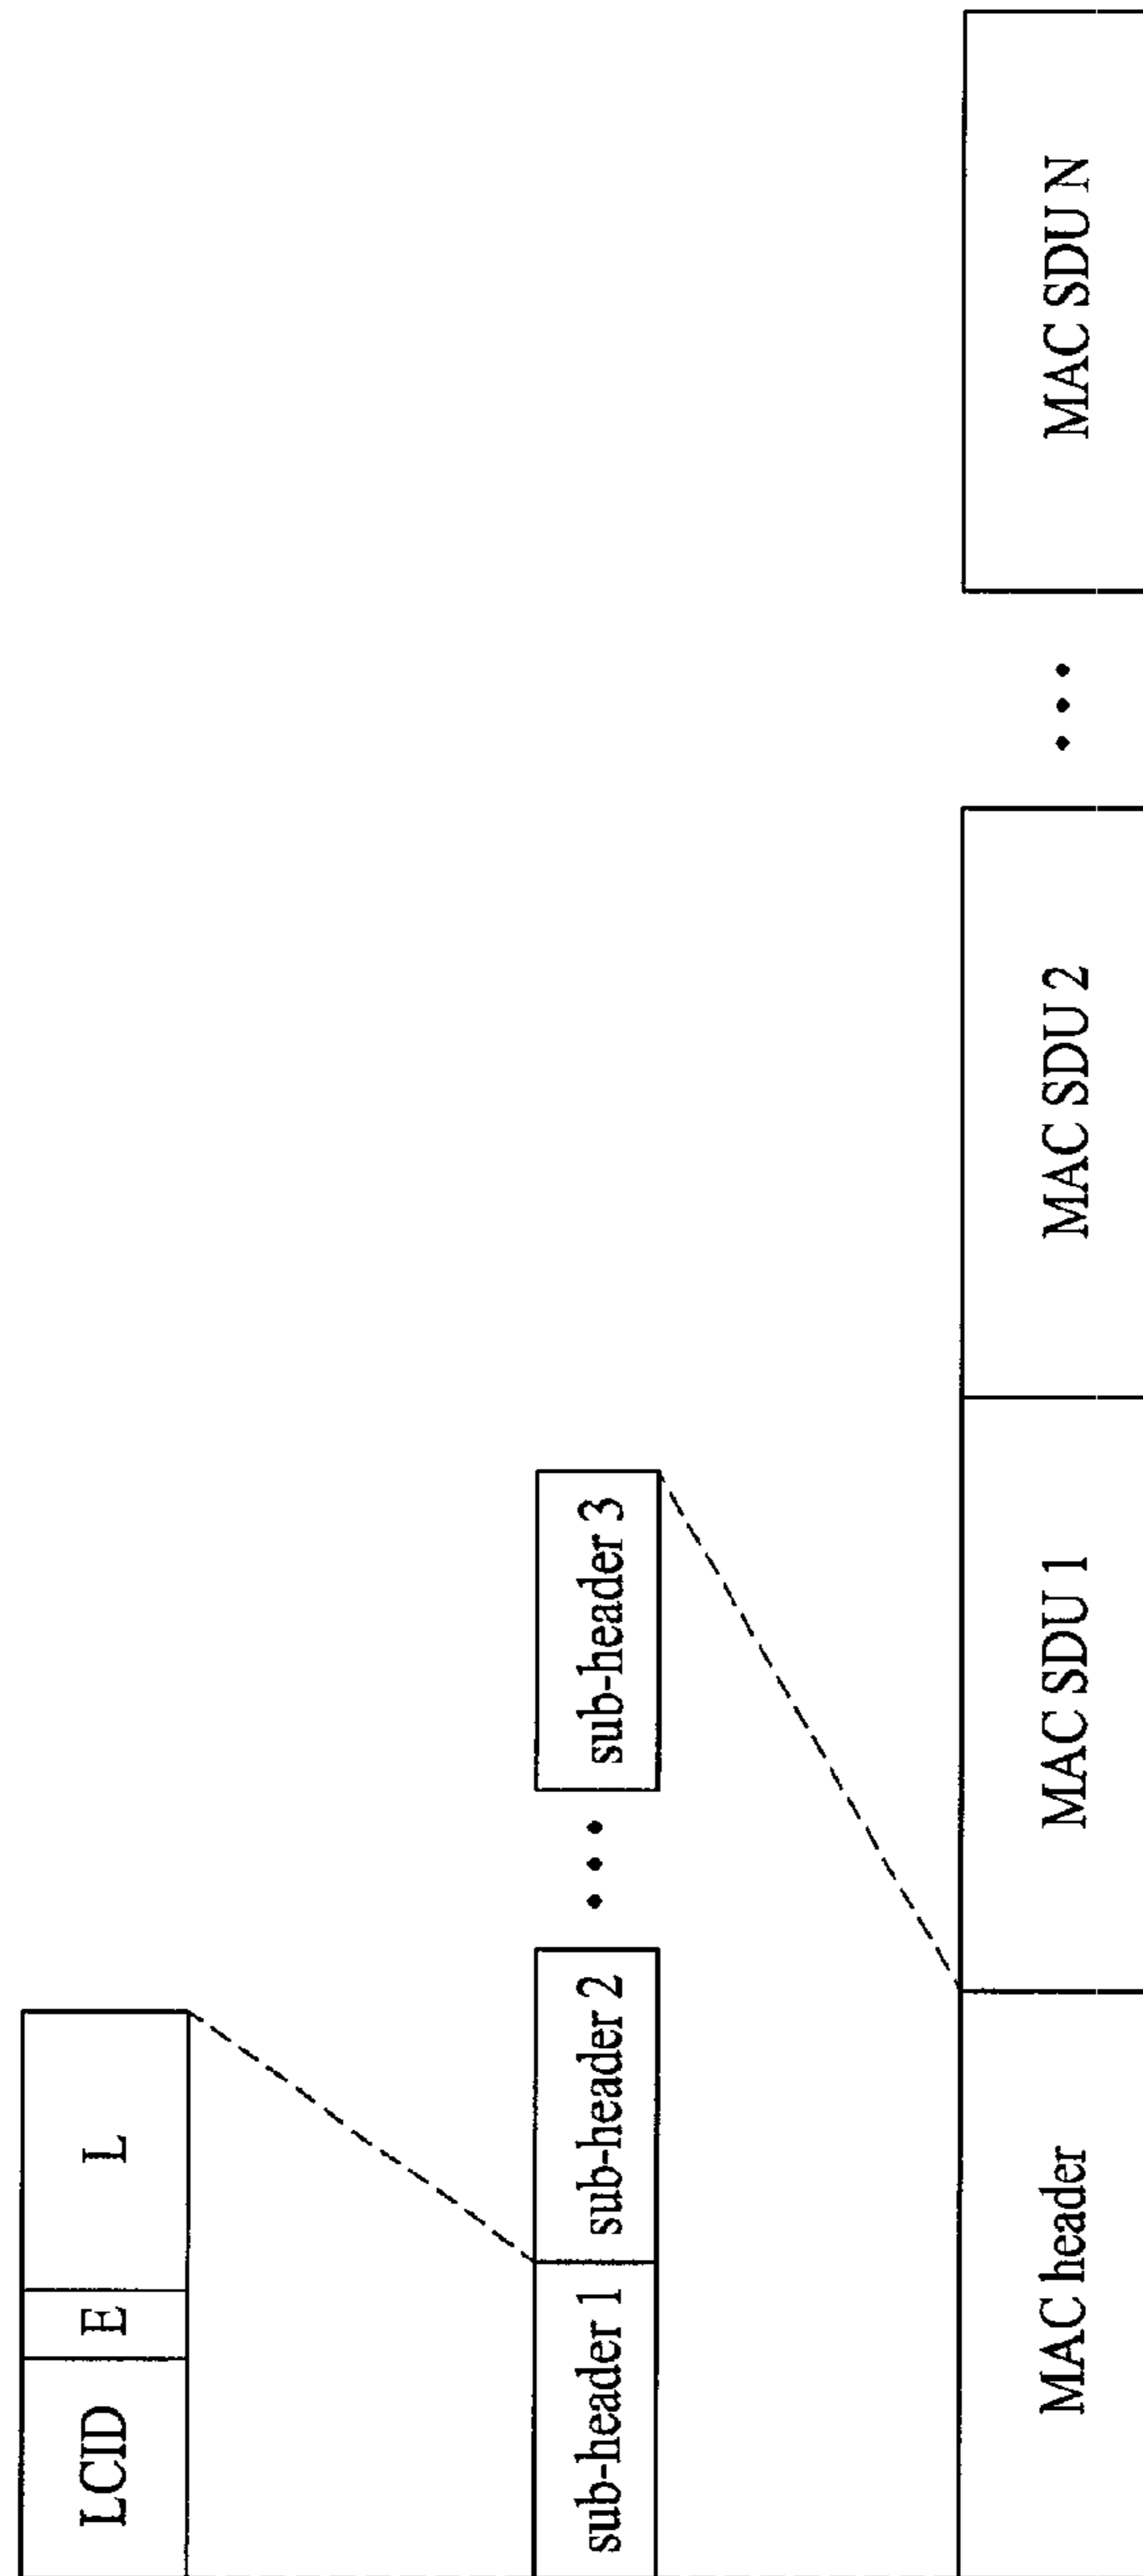 LCID E L
sub-header 1 sub-header 2 ••• sub-header 3
MAC header MAC SDU 1 MAC SDU 2 ••• MAC SDU N